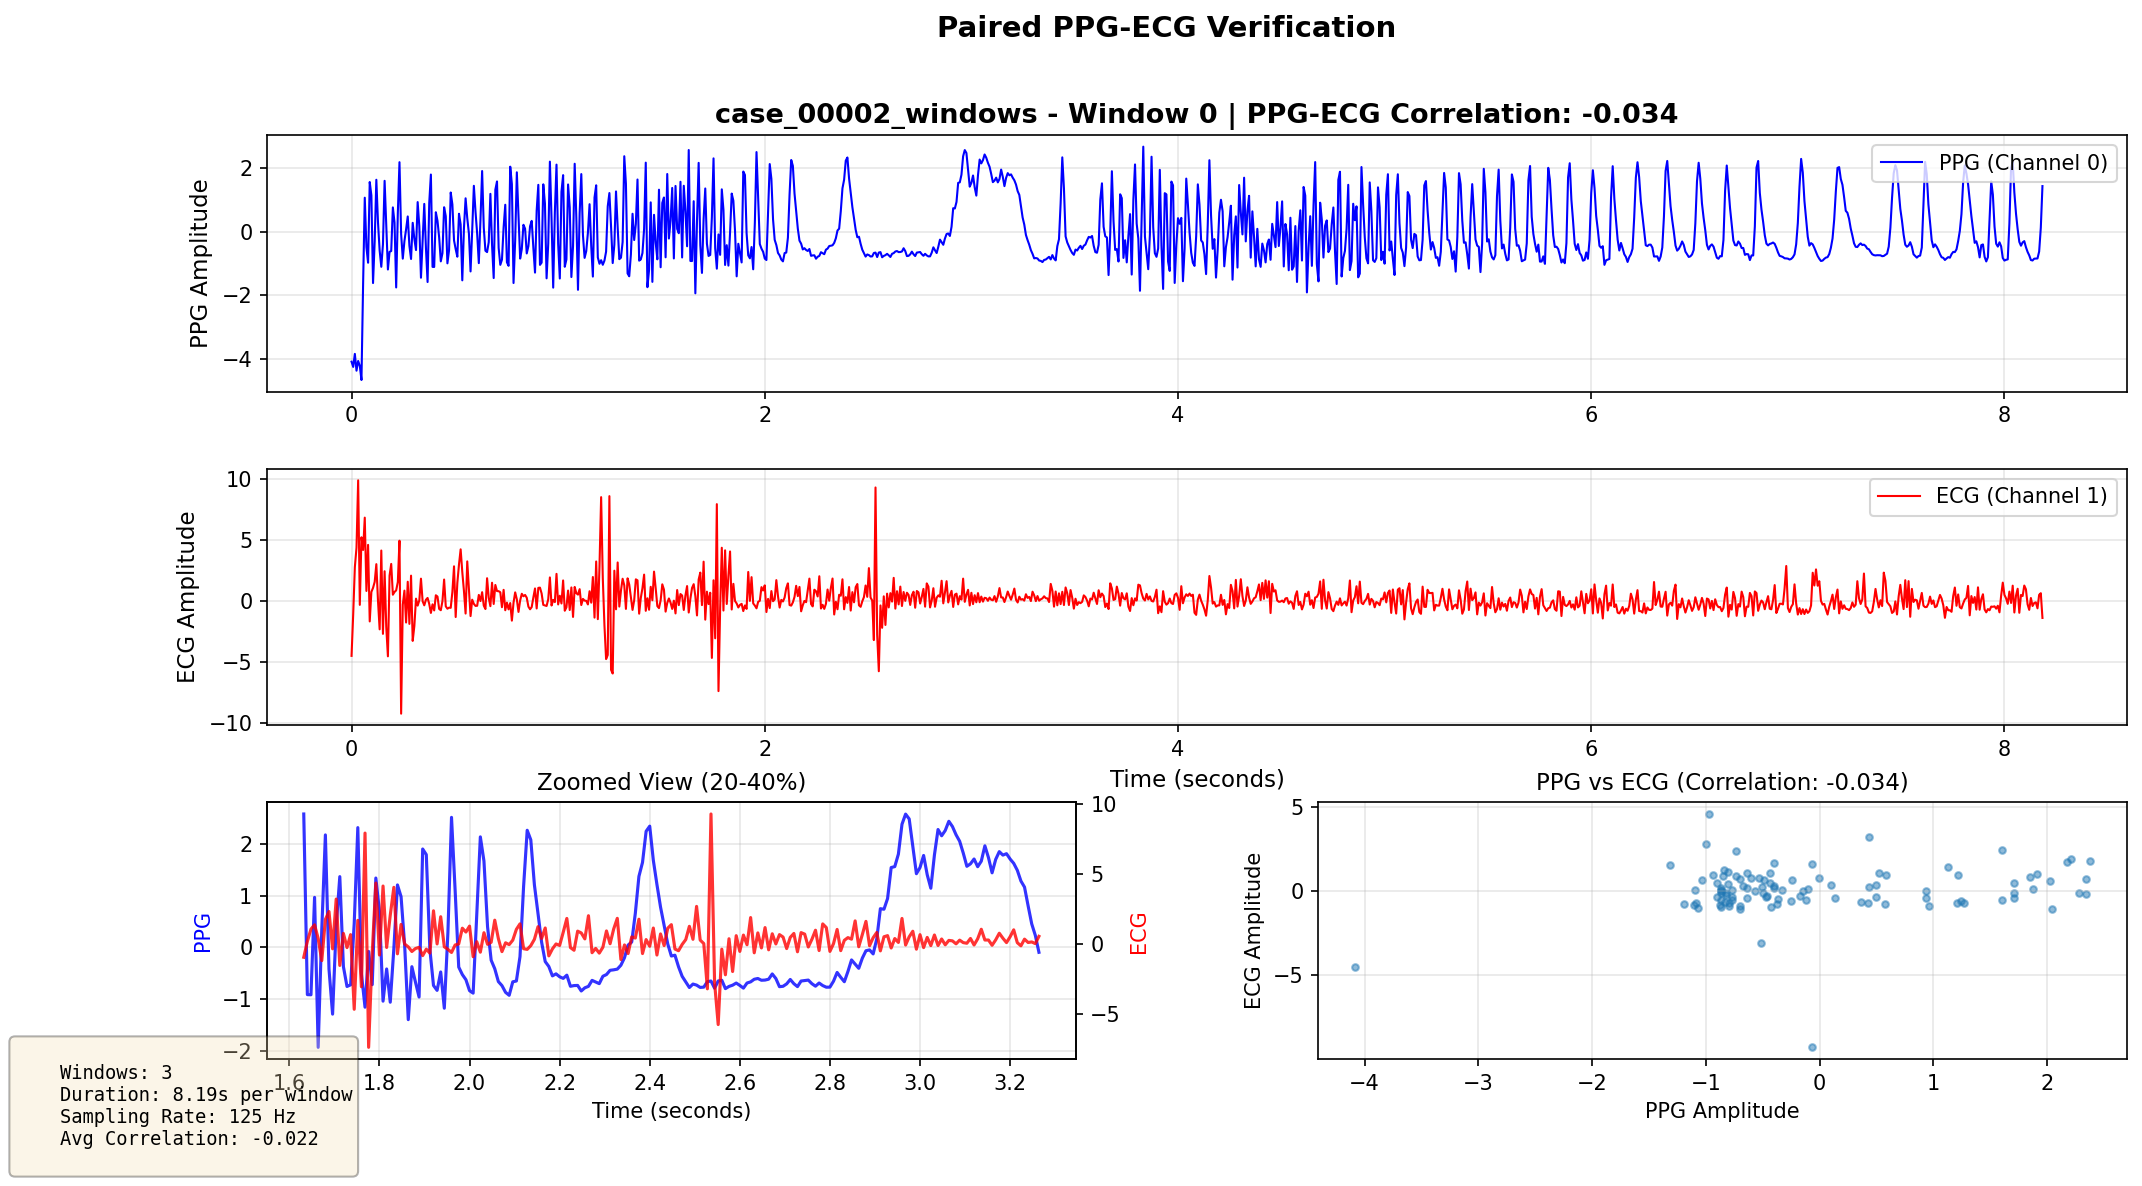 Paired PPG-ECG Verification
case_00002_windows - Window 0 | PPG-ECG Correlation: -0.034
PPG Amplitude
2
0
−2
−4
PPG (Channel 0)
0
2
4
6
8
ECG Amplitude
10
5
0
−5
−10
ECG (Channel 1)
0
2
4
6
8
Time (seconds)
Zoomed View (20-40%)
PPG
2
1
0
−1
−2
10
5
0
−5
ECG
1.6
1.8
2.0
2.2
2.4
2.6
2.8
3.0
3.2
Time (seconds)
PPG vs ECG (Correlation: -0.034)
ECG Amplitude
5
0
−5
−4
−3
−2
−1
0
1
2
PPG Amplitude
Windows: 3
Duration: 8.19s per window
Sampling Rate: 125 Hz
Avg Correlation: -0.022